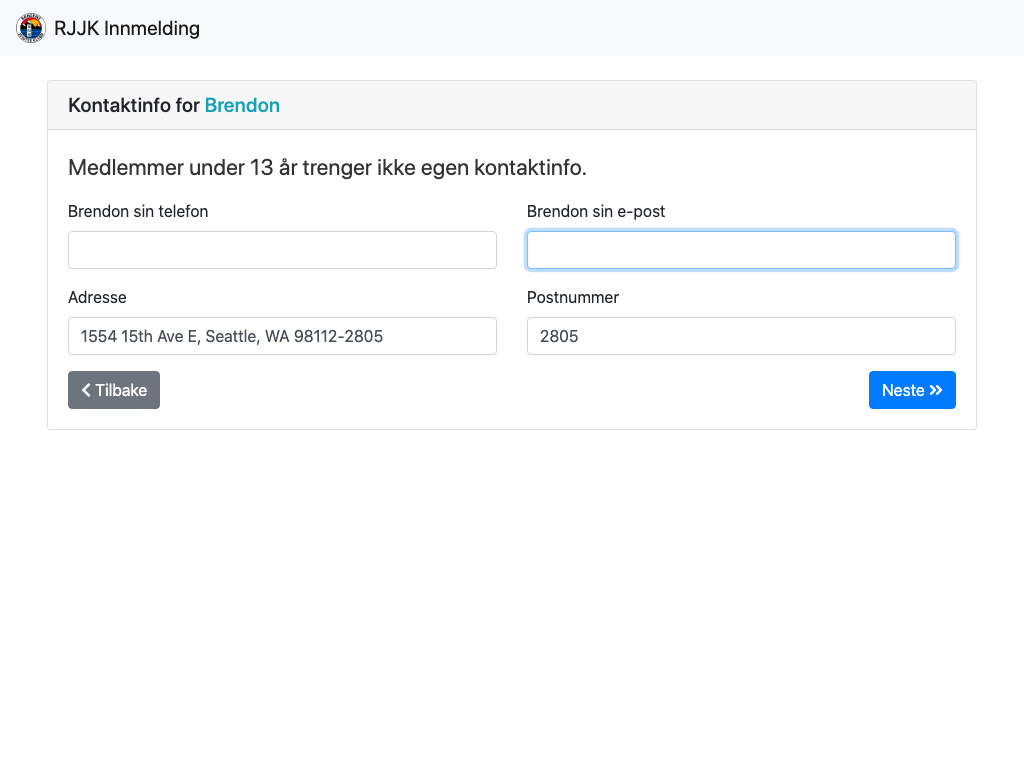 RJJK Innmelding
Kontaktinfo for Brendon
Medlemmer under 13 år trenger ikke egen kontaktinfo.
Brendon sin telefon
Brendon sin e-post
Adresse
Postnummer
1554 15th Ave E, Seattle, WA 98112-2805
2805
Tilbake
Neste